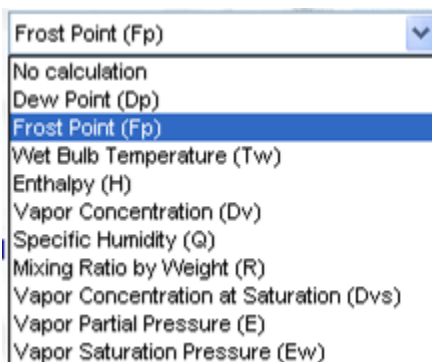 Frost Point (Fp)
No calculation
Dew Point (Dp)
Frost Point (Fp)
Wet Bulb Temperature (Tw)
Enthalpy (H)
Vapor Concentration (Dv)
Specific Humidity (Q)
Mixing Ratio by Weight (R)
Vapor Concentration at Saturation (Dvs)
Vapor Partial Pressure (E)
Vapor Saturation Pressure (Ew)